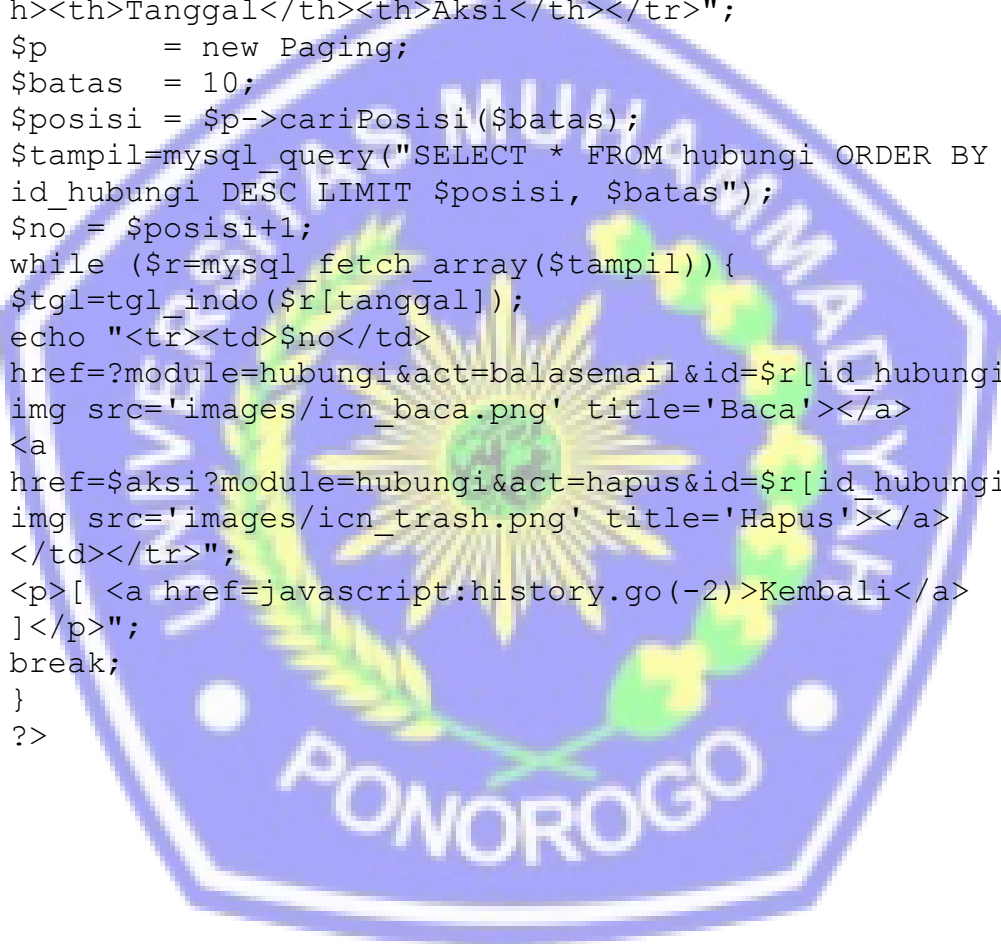 h><th>Tanggal</th><th>Aksi</th></tr>";
$p      = new Paging;
$batas  = 10;
$posisi = $p->cariPosisi($batas);
$tampil=mysql_query("SELECT * FROM hubungi ORDER BY
id_hubungi DESC LIMIT $posisi, $batas");
$no = $posisi+1;
while ($r=mysql_fetch_array($tampil)){
$tgl=tgl_indo($r[tanggal]);
echo "<tr><td>$no</td>
href=?module=hubungi&act=balasemail&id=$r[id_hubungi
img src='images/icn_baca.png' title='Baca'></a>
<a
href=$aksi?module=hubungi&act=hapus&id=$r[id_hubungi
img src='images/icn_trash.png' title='Hapus'></a>
</td></tr>";
<p>[ <a href=javascript:history.go(-2)>Kembali</a>
]</p>";
break;
}
?>
UNIVERSITAS MUHAMMADIYAH
PONOROGO